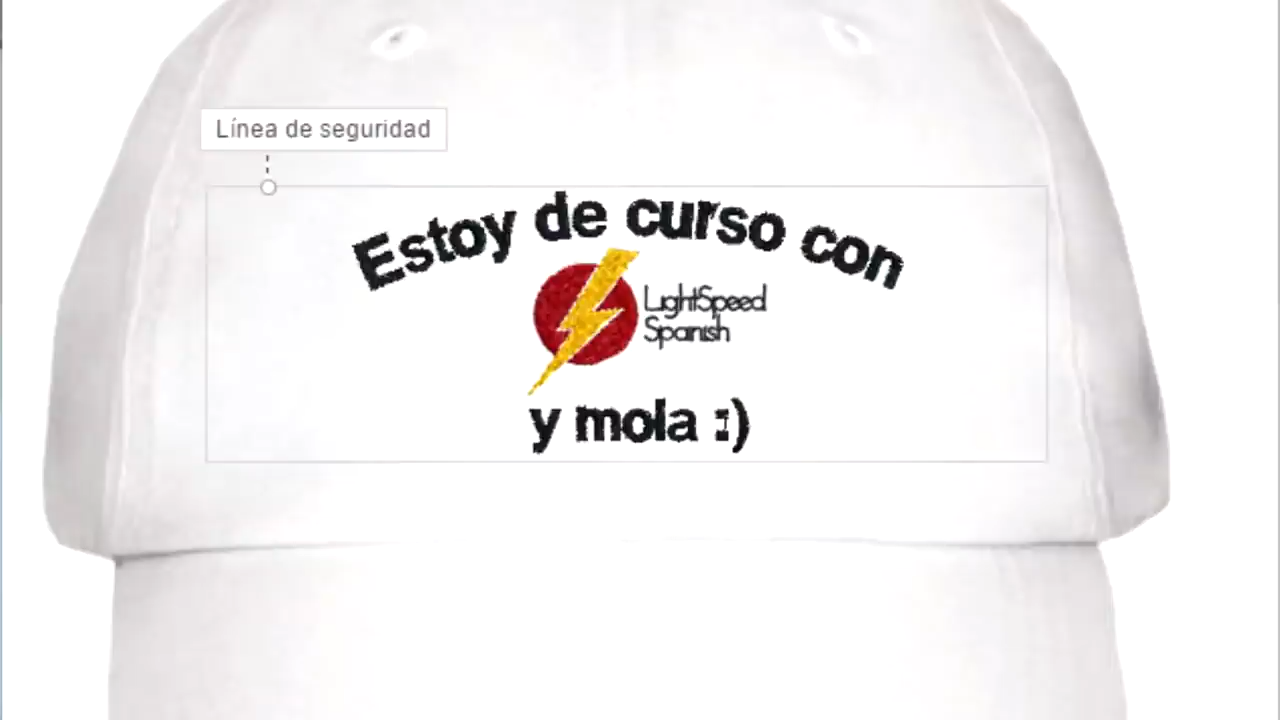 Línea de seguridad
Estoy de curso con
LightSpeed
Spanish
y mola :)